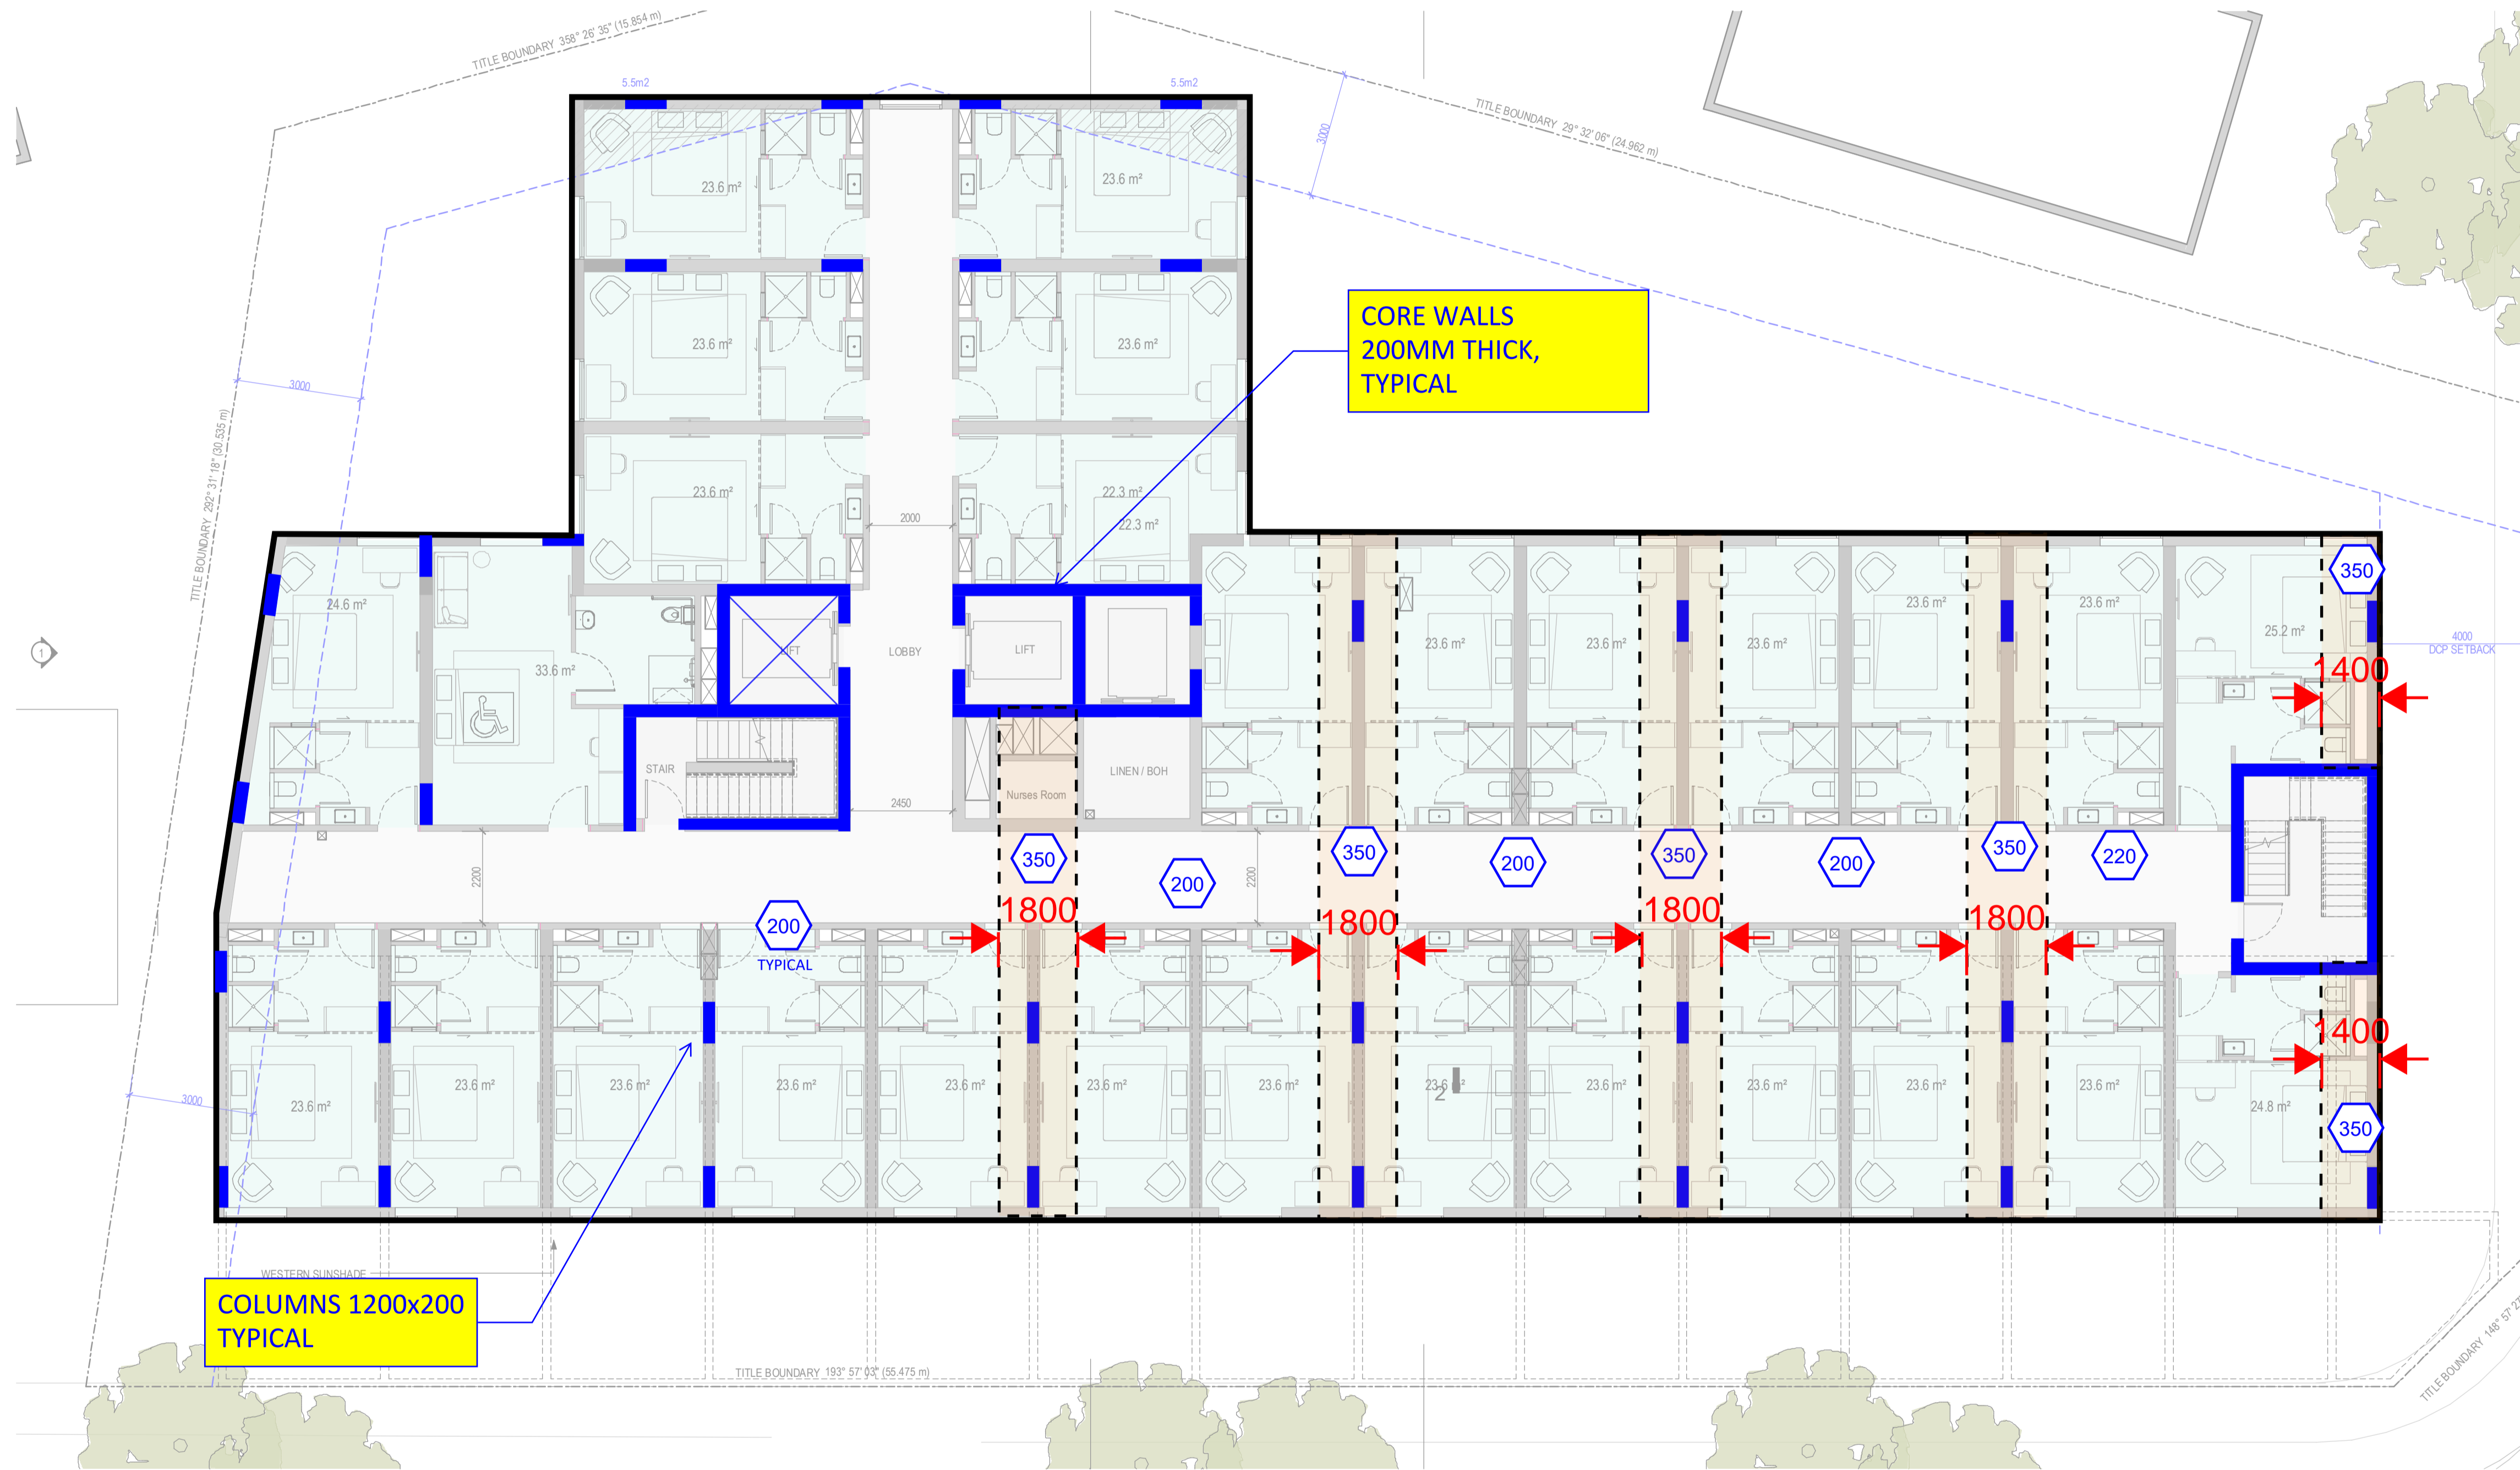 TITLE BOUNDARY 358° 26' 35" (15.854 m)
5.5m2
5.5m2
TITLE BOUNDARY 29° 32' 06" (24.962 m)
3000
23.6 m²
23.6 m²
CORE WALLS
200MM THICK,
TYPICAL
23.6 m²
23.6 m²
3000
TITLE BOUNDARY 292° 31' 18" (30.535 m)
23.6 m²
22.3 m²
2000
22.3 m²
350
24.6 m²
23.6 m²
23.6 m²
23.6 m²
23.6 m²
23.6 m²
25.2 m²
1
33.6 m²
LIFT
LOBBY
LIFT
4000
DCP SETBACK
1400
STAIR
LINEN / BOH
Nurses Room
2450
350
350
200
350
200
350
220
2200
200
2200
200
TYPICAL
1800
1800
1800
1800
1400
23.6 m²
23.6 m²
23.6 m²
23.6 m²
23.6 m²
23.6 m²
23.6 m²
23.6 m²
23.6 m²
23.6 m²
23.6 m²
23.6 m²
24.8 m²
2
3000
350
WESTERN SUNSHADE
COLUMNS 1200x200
TYPICAL
TITLE BOUNDARY 193° 57' 03" (55.475 m)
TITLE BOUNDARY 148° 57' 27